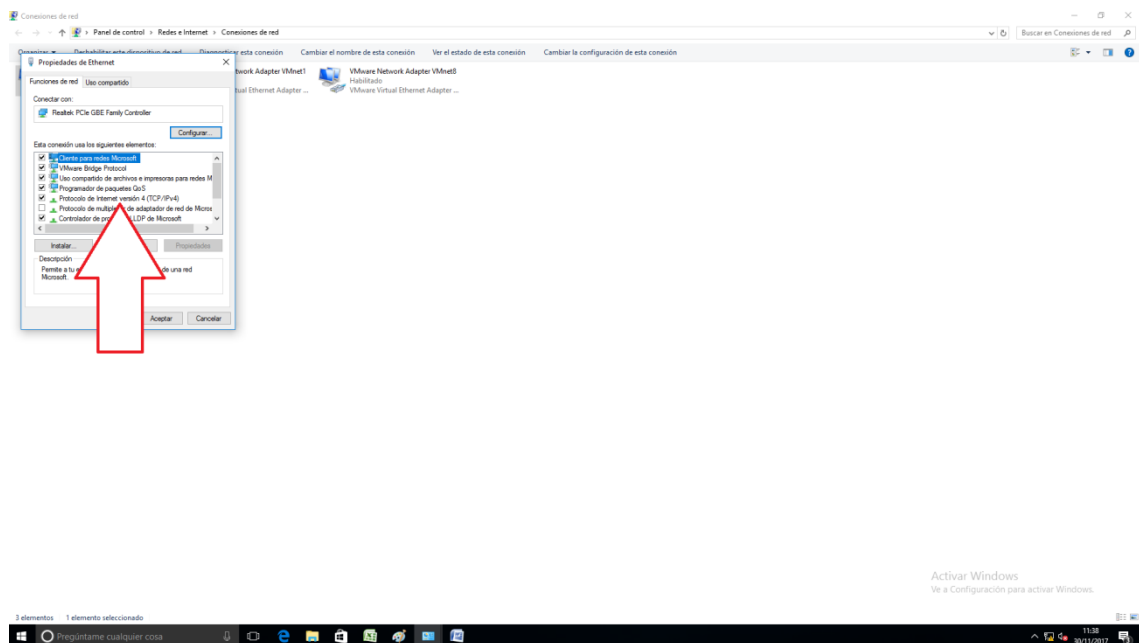 Conexiones de red
Panel de control > Redes e Internet > Conexiones de red
Buscar en Conexiones de red
Organizar Deshabilitar este dispositivo de red Diagnosticar esta conexión Cambiar el nombre de esta conexión Ver el estado de esta conexión Cambiar la configuración de esta conexión
Propiedades de Ethernet
Funciones de red Uso compartido
Conectar con:
Realtek PCIe GBE Family Controller
Configurar...
Esta conexión usa los siguientes elementos:
Cliente para redes Microsoft
VMware Bridge Protocol
Uso compartido de archivos e impresoras para redes M
Programador de paquetes QoS
Protocolo de Internet versión 4 (TCP/IPv4)
Protocolo de de adaptador de red de Micros
Controlador de LLDP de Microsoft
Instalar... Propiedades
Descripción
Permite a tu de una red
Microsoft.
Aceptar Cancelar
twork Adapter VMnet1
tual Ethernet Adapter ...
VMware Network Adapter VMnet8
Habilitado
VMware Virtual Ethernet Adapter ...
Activar Windows
Ve a Configuración para activar Windows.
3 elementos 1 elemento seleccionado
Pregúntame cualquier cosa
11:38
30/11/2017